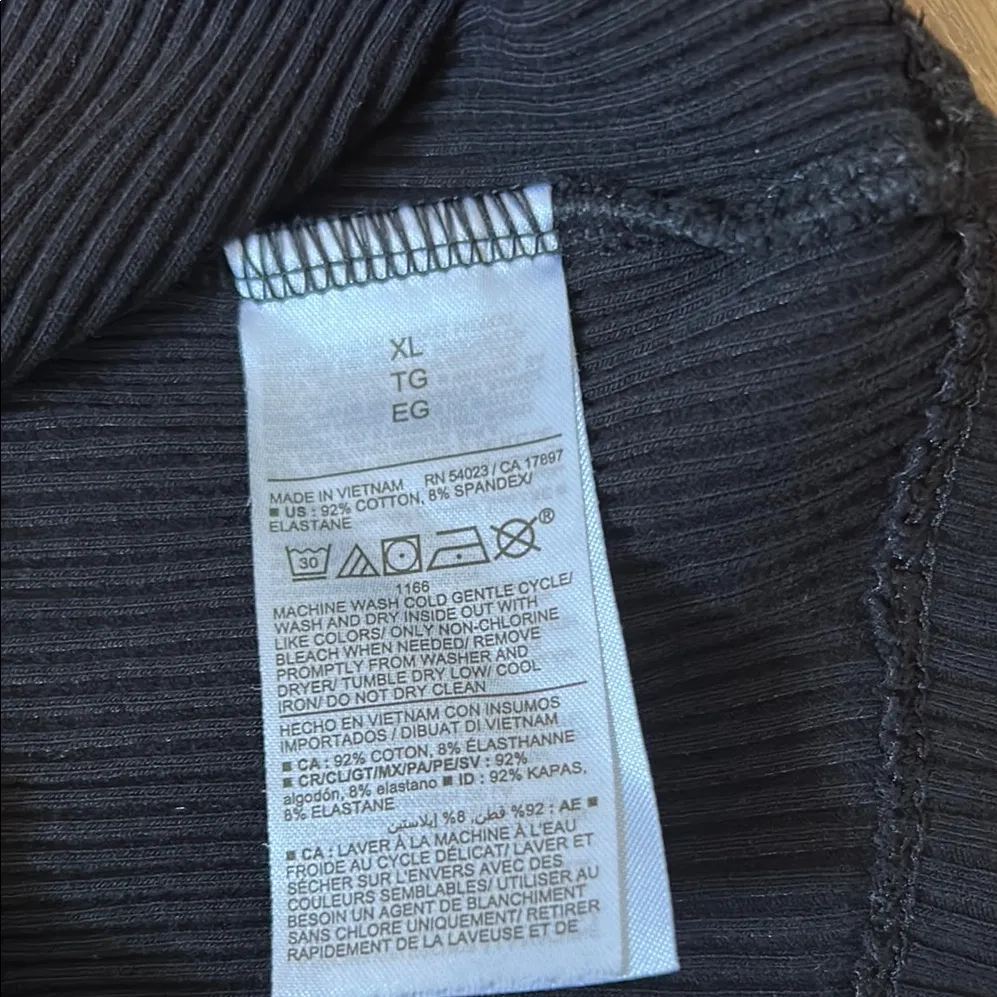 XL
TG
EG
MADE IN VIETNAM RN 54023 / CA 17897
■ US : 92% COTTON, 8% SPANDEX/
ELASTANE
30 ®
1166
MACHINE WASH COLD GENTLE CYCLE/
WASH AND DRY INSIDE OUT WITH
LIKE COLORS/ ONLY NON-CHLORINE
BLEACH WHEN NEEDED/ REMOVE
PROMPTLY FROM WASHER AND
DRYER/ TUMBLE DRY LOW/ COOL
IRON/ DO NOT DRY CLEAN
HECHO EN VIETNAM CON INSUMOS
IMPORTADOS / DIBUAT DI VIETNAM
■ CA : 92% COTON, 8% ÉLASTHANNE
■ CR/CL/GT/MX/PA/PE/SV : 92%
algodón, 8% elastano ■ ID : 92% KAPAS,
8% ELASTANE
■ AE : %92 قطن, %8 إيلاستين
■ CA : LAVER À LA MACHINE À L'EAU
FROIDE AU CYCLE DÉLICAT/ LAVER ET
SÉCHER SUR L'ENVERS AVEC DES
COULEURS SEMBLABLES/ UTILISER AU
BESOIN UN AGENT DE BLANCHIMENT
SANS CHLORE UNIQUEMENT/ RETIRER
RAPIDEMENT DE LA LAVEUSE ET DE